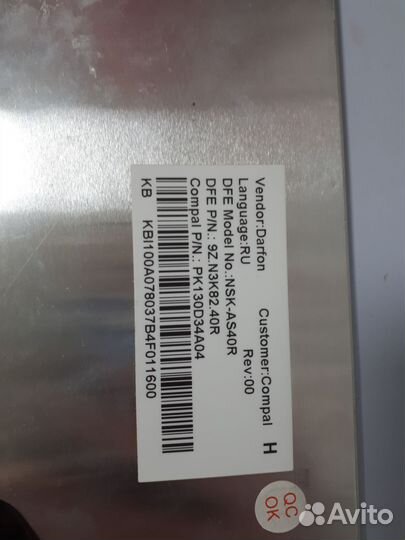 Vendor:Darfon Customer:Compal H
Language:RU Rev:00
DFE Model No.:NSK-AS40R
DFE P/N.: 9Z.N3K82.40R
Compal P/N.: PK130D34A04
KB KBI100A078037B4F011600
QC
OK
Avito